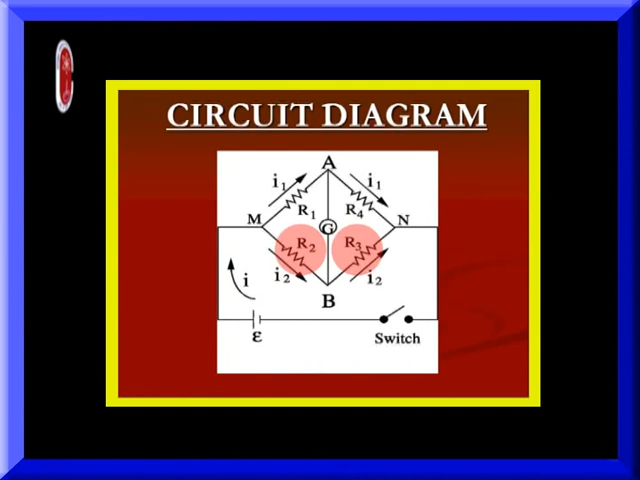 CIRCUIT DIAGRAM
A
i1 i1
R1 R4
M G N
R2 R3
i2 i2
i
B
ε
Switch